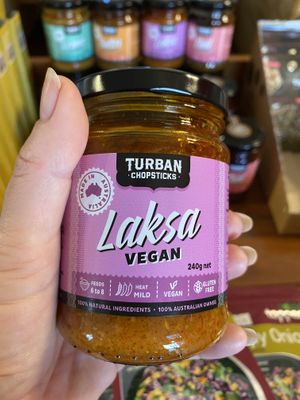 TURBAN
CHOPSTICKS
MADE IN AUSTRALIA
Laksa
VEGAN
240g net
FEEDS
6 to 8
HEAT
MILD
VEGAN
GLUTEN
FREE
100% NATURAL INGREDIENTS • 100% AUSTRALIAN OWNED